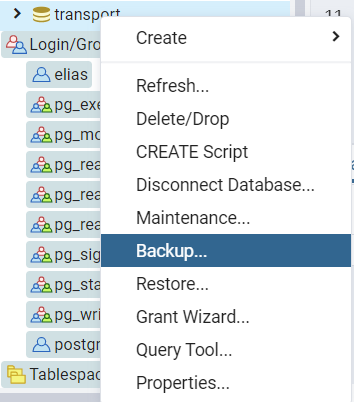 transport
11
Create
Login/Gro
elias
Refresh...
pg_exe
Delete/Drop
pg_mo
CREATE Script
pg_rea
Disconnect Database...
pg_rea
Maintenance...
pg_rea
Backup...
pg_sig
Restore...
pg_sta
Grant Wizard...
pg_wri
Query Tool...
postgr
Tablespac
Properties...